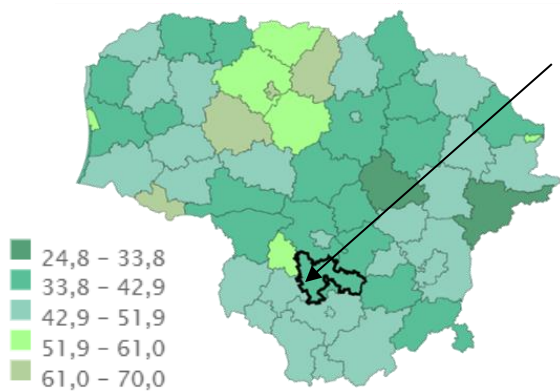 24,8 – 33,8
33,8 – 42,9
42,9 – 51,9
51,9 – 61,0
61,0 – 70,0